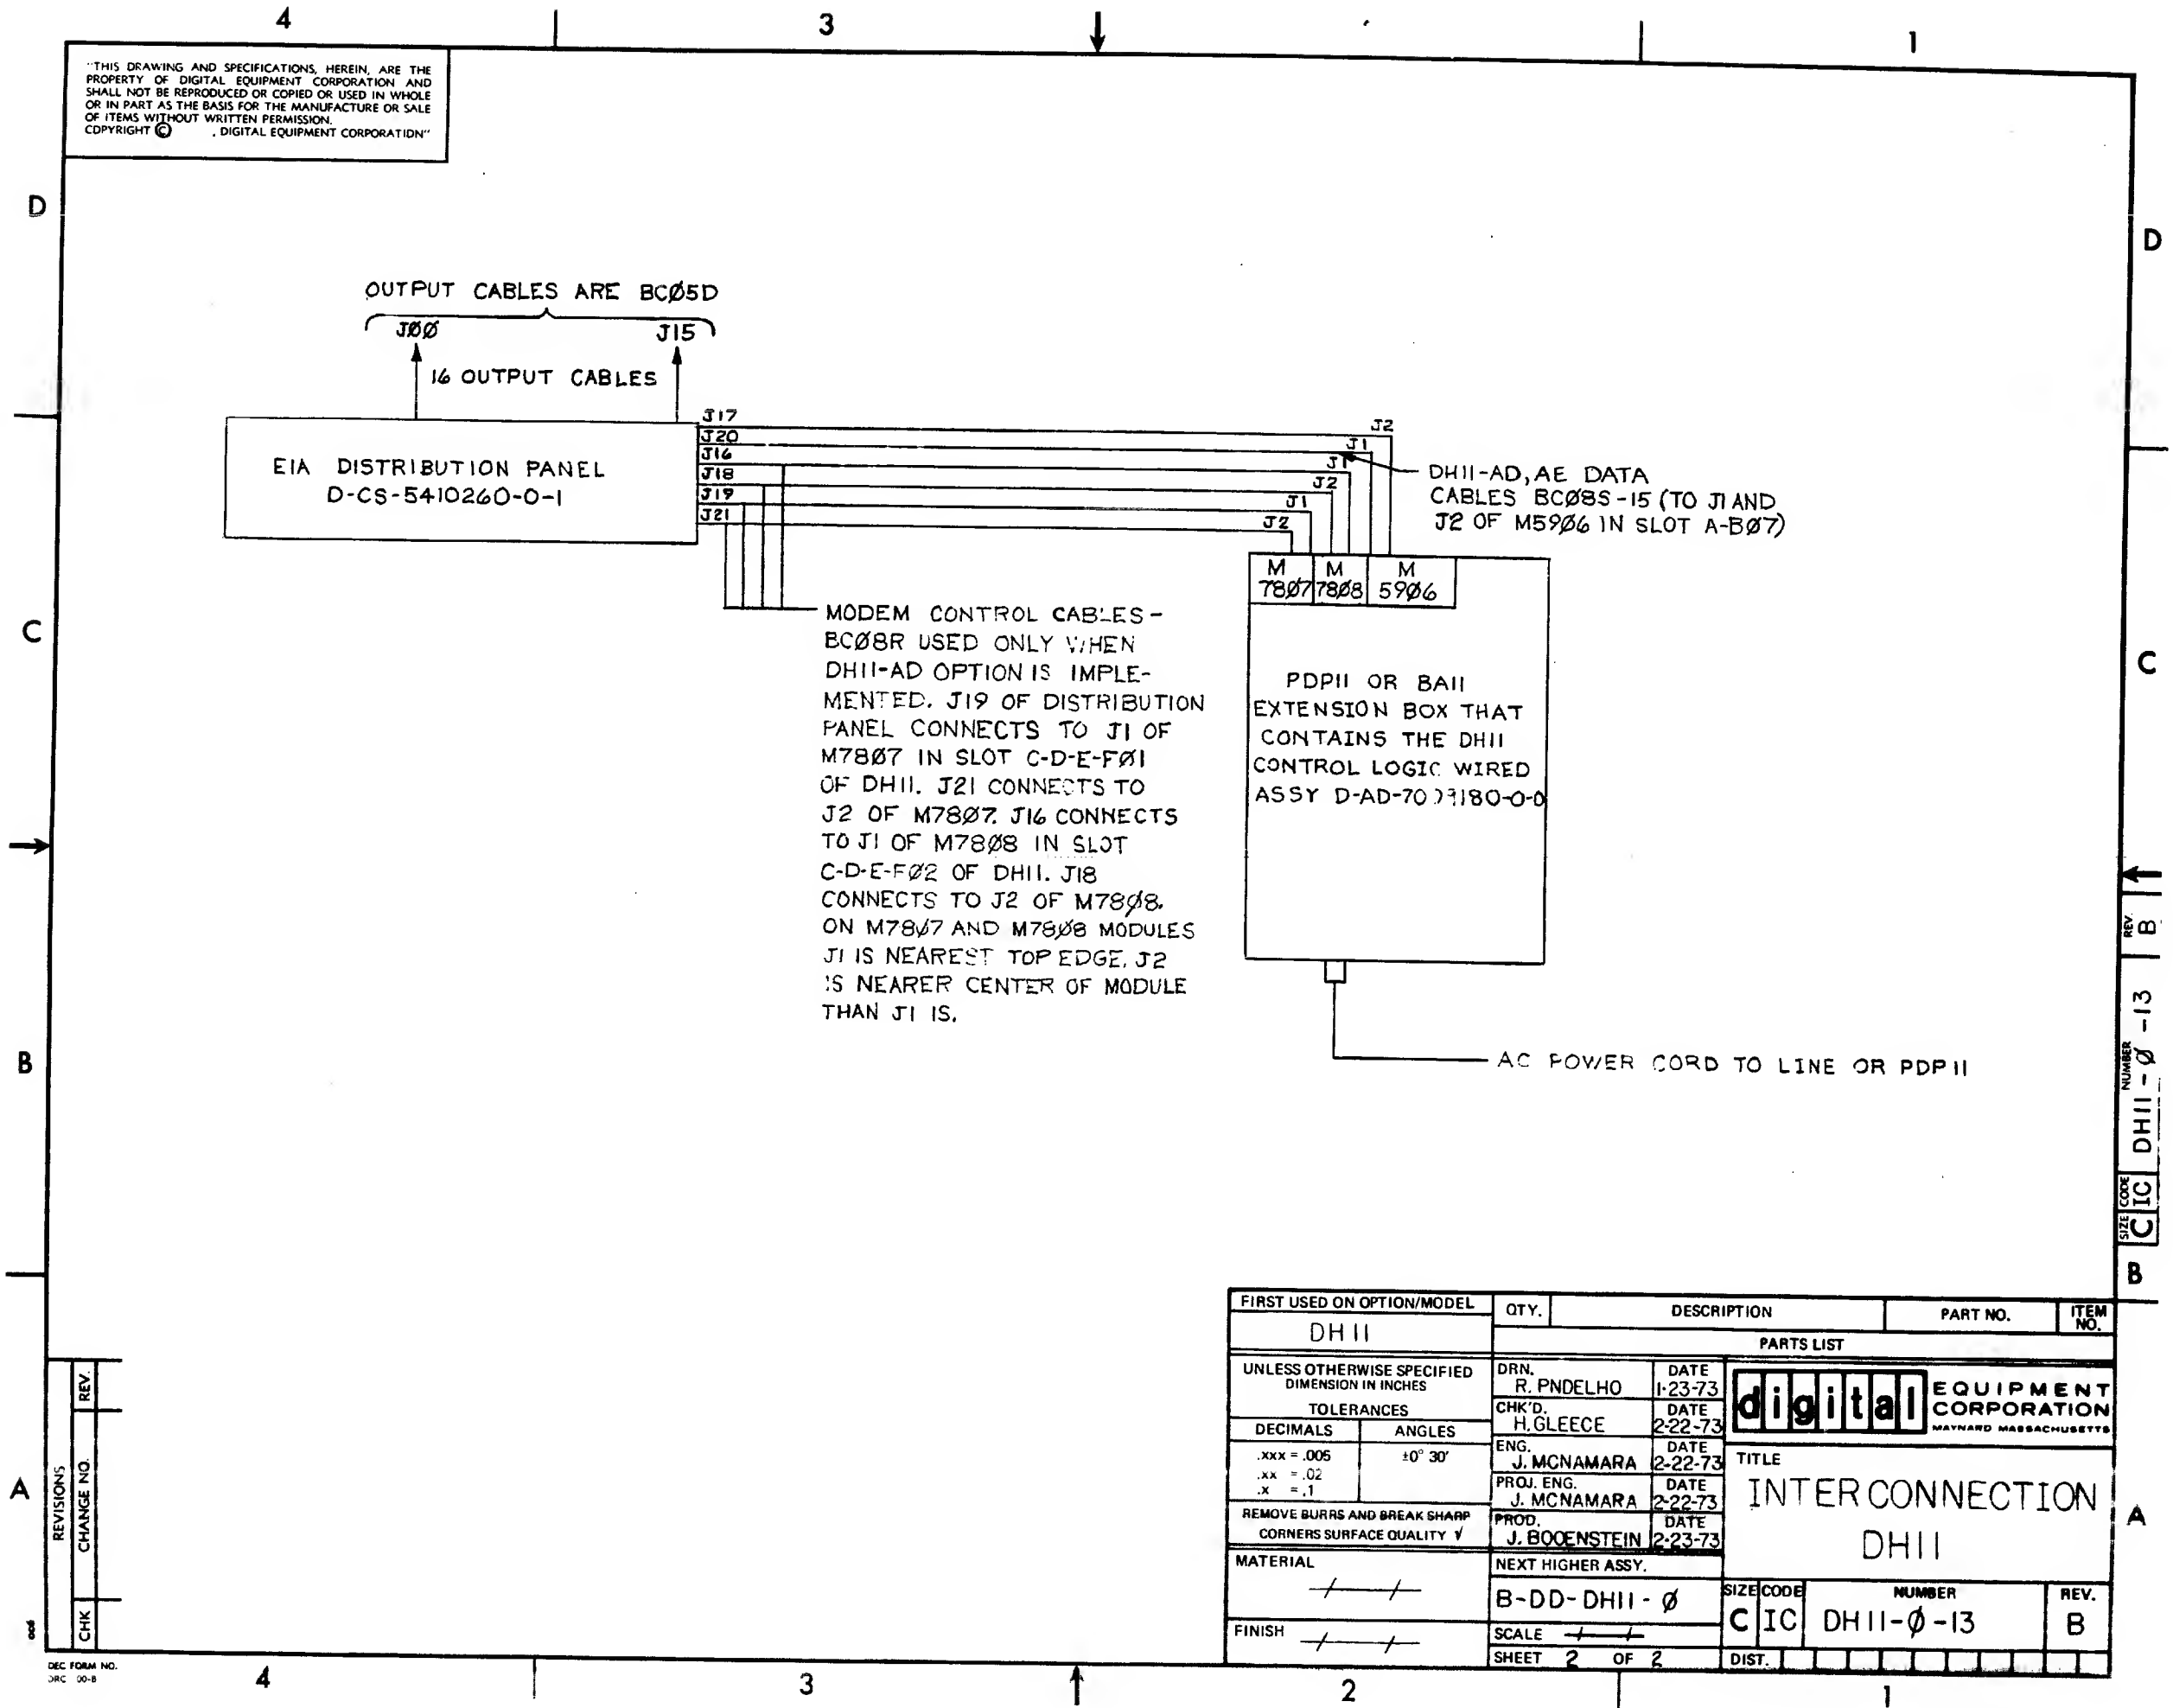 4
3
1
"THIS DRAWING AND SPECIFICATIONS, HEREIN, ARE THE
PROPERTY OF DIGITAL EQUIPMENT CORPORATION AND
SHALL NOT BE REPRODUCED OR COPIED OR USED IN WHOLE
OR IN PART AS THE BASIS FOR THE MANUFACTURE OR SALE
OF ITEMS WITHOUT WRITTEN PERMISSION.
COPYRIGHT © , DIGITAL EQUIPMENT CORPORATION"
D
D
OUTPUT CABLES ARE BCØ5D
JØØ
J15
16 OUTPUT CABLES
EIA DISTRIBUTION PANEL
D-CS-5410260-0-1
J17
J20
J16
J18
J19
J21
J2
J1
J1
J2
J1
J2
DH11-AD, AE DATA
CABLES BCØ8S-15 (TO J1 AND
J2 OF M59Ø6 IN SLOT A-BØ7)
M
78Ø7
M
78Ø8
M
59Ø6
C
C
MODEM CONTROL CABLES-
BCØ8R USED ONLY WHEN
DH11-AD OPTION IS IMPLE-
MENTED. J19 OF DISTRIBUTION
PANEL CONNECTS TO J1 OF
M78Ø7 IN SLOT C-D-E-FØ1
OF DH11. J21 CONNECTS TO
J2 OF M78Ø7. J16 CONNECTS
TO J1 OF M78Ø8 IN SLOT
C-D-E-FØ2 OF DH11. J18
CONNECTS TO J2 OF M78Ø8.
ON M78Ø7 AND M78Ø8 MODULES
J1 IS NEAREST TOP EDGE. J2
IS NEARER CENTER OF MODULE
THAN J1 IS.
PDP11 OR BA11
EXTENSION BOX THAT
CONTAINS THE DH11
CONTROL LOGIC WIRED
ASSY
AC POWER CORD TO LINE OR PDP11
B
B
SIZE CODE NUMBER REV.
C IC DH11-Ø-13 B
FIRST USED ON OPTION/MODEL
DH11
QTY. DESCRIPTION PART NO. ITEM NO.
PARTS LIST
UNLESS OTHERWISE SPECIFIED
DIMENSION IN INCHES
TOLERANCES
DECIMALS ANGLES
.xxx = .005 ±0° 30'
.xx = .02
.x = .1
REMOVE BURRS AND BREAK SHARP
CORNERS SURFACE QUALITY √
MATERIAL
FINISH
DRN. DATE
R. PNDELHO 1-23-73
CHK'D. DATE
H. GLEECE 2-22-73
ENG. DATE
J. MCNAMARA 2-22-73
PROJ. ENG. DATE
J. MCNAMARA 2-22-73
PROD. DATE
J. BOOENSTEIN 2-23-73
NEXT HIGHER ASSY.
B-DD-DH11-Ø
SCALE
SHEET 2 OF 2
digital EQUIPMENT
CORPORATION
MAYNARD MASSACHUSETTS
TITLE
INTERCONNECTION
DH11
SIZE CODE NUMBER REV.
C IC DH11-Ø-13 B
DIST.
A
A
REVISIONS
CHK CHANGE NO. REV.
DEC FORM NO.
DRC 00-B
4
3
2
1